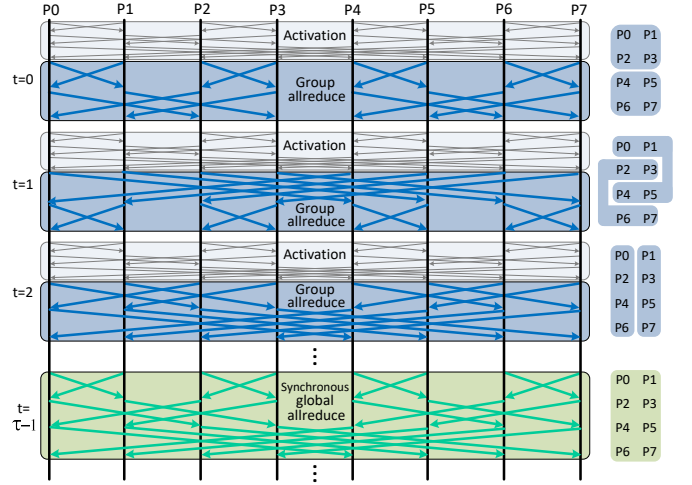 P0 P1 P2 P3 P4 P5 P6 P7
Activation
P0 P1
P2 P3
t=0
Group
allreduce
P4 P5
P6 P7
Activation
P0 P1
P2 P3
t=1
P4 P5
Group
allreduce
P6 P7
Activation
P0 P1
t=2
Group
allreduce
P2 P3
P4 P5
P6 P7
⋮
Synchronous
global
allreduce
t=
τ-1
P0 P1
P2 P3
P4 P5
P6 P7
⋮